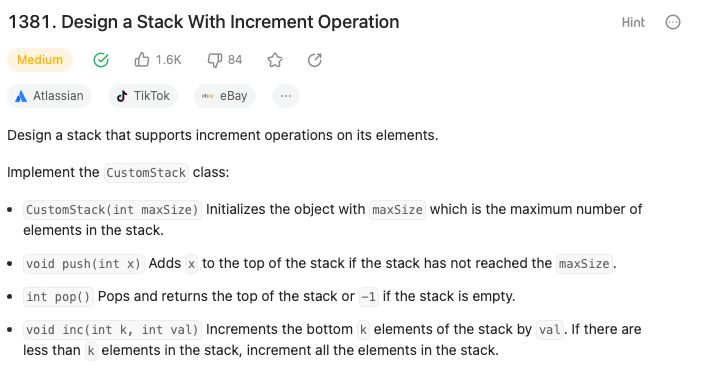 1381. Design a Stack With Increment Operation
Hint
Medium 1.6K 84
Atlassian TikTok eBay ...
Design a stack that supports increment operations on its elements.
Implement the CustomStack class:
• CustomStack(int maxSize) Initializes the object with maxSize which is the maximum number of
elements in the stack.
• void push(int x) Adds x to the top of the stack if the stack has not reached the maxSize.
• int pop() Pops and returns the top of the stack or -1 if the stack is empty.
• void inc(int k, int val) Increments the bottom k elements of the stack by val. If there are
less than k elements in the stack, increment all the elements in the stack.